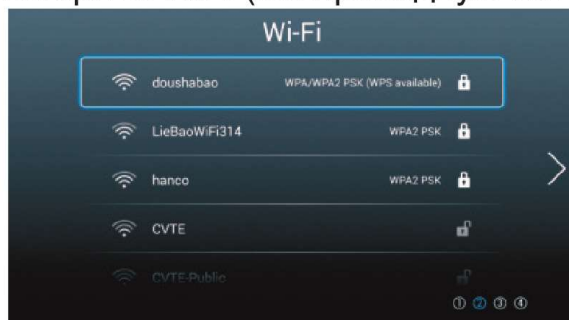 Wi-Fi
doushabao WPA/WPA2 PSK (WPS available)
LieBaoWiFi314 WPA2 PSK
hanco WPA2 PSK
CVTE
CVTE-Public
① ② ③ ④